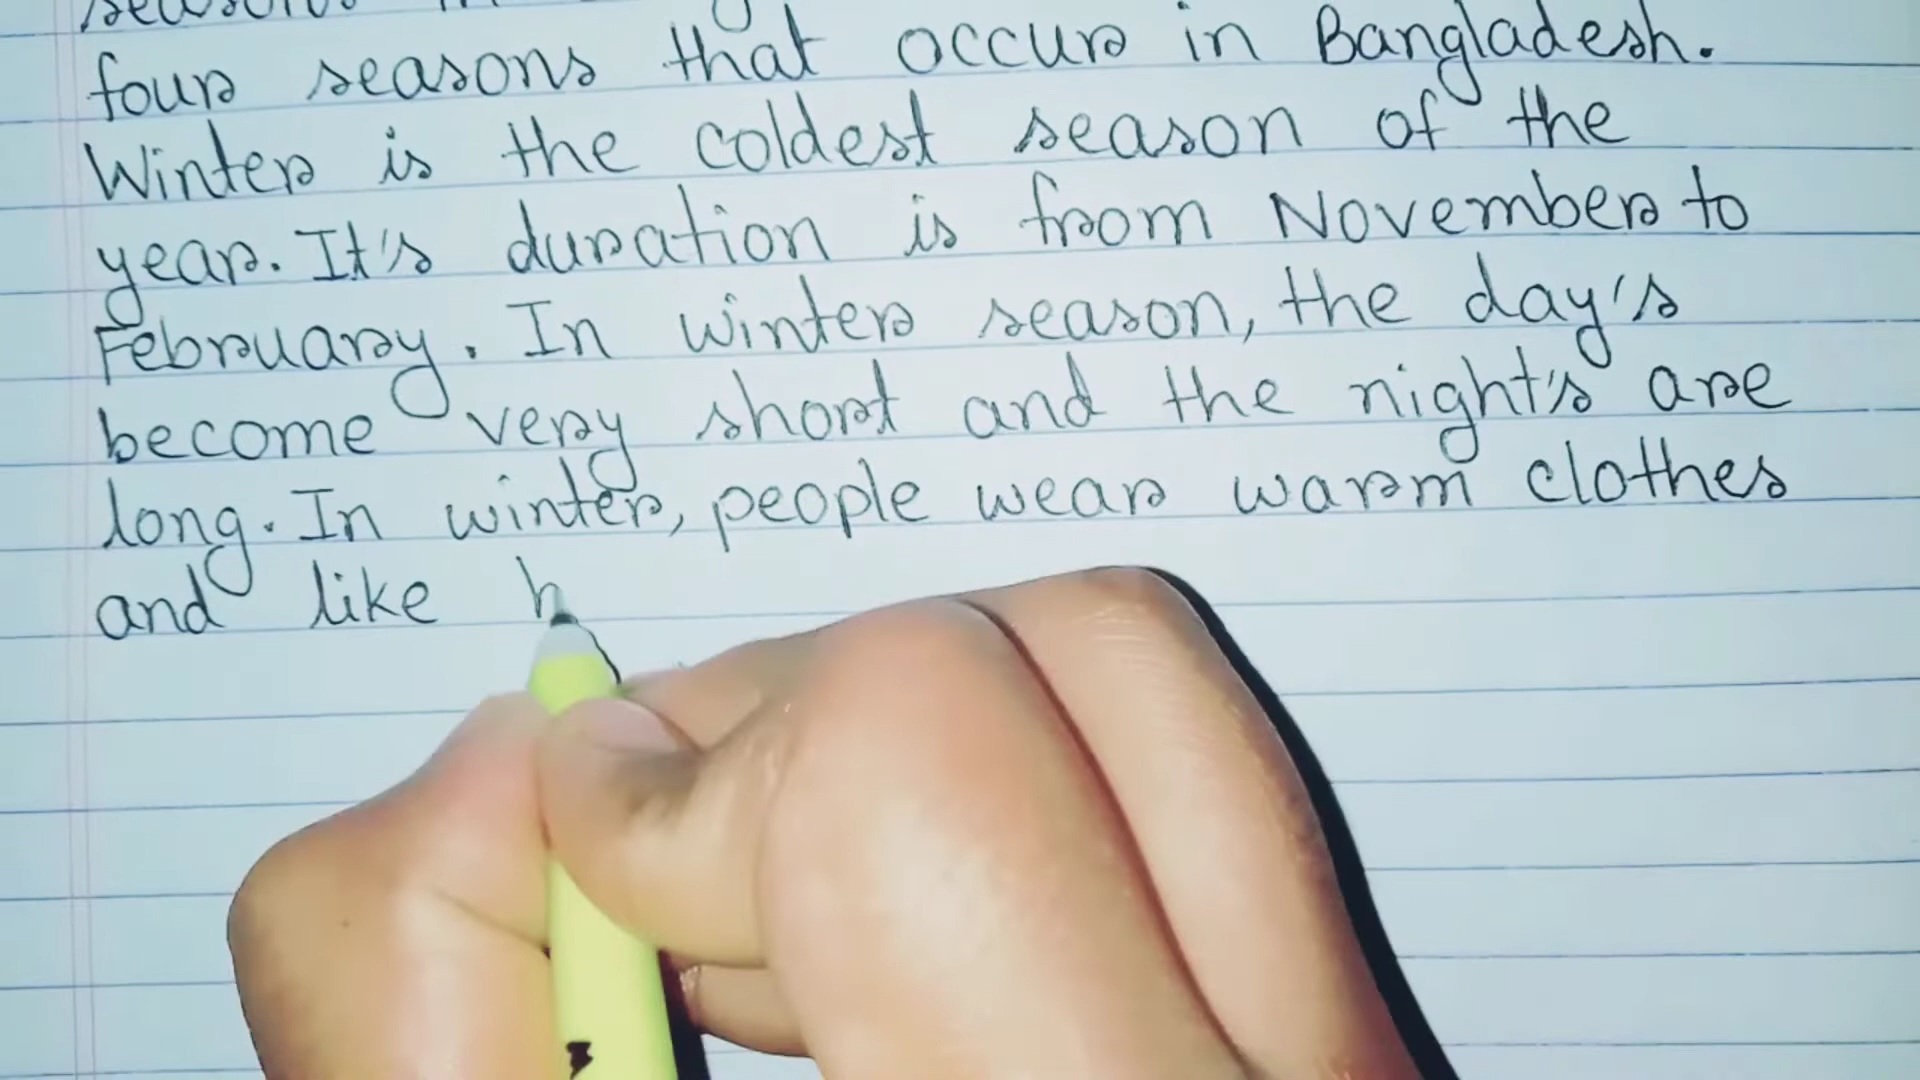 seasons in
four seasons that occur in Bangladesh.
Winter is the coldest season of the
year. It's duration is from November to
February. In winter season, the day's
become very short and the night's are
long. In winter, people wear warm clothes
and like h